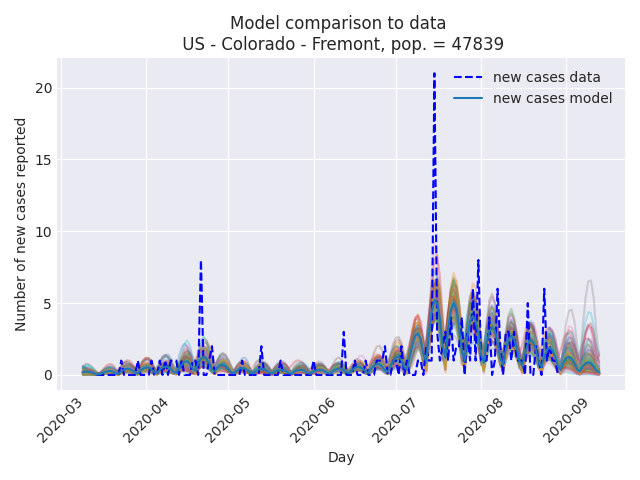 Model comparison to data
US - Colorado - Fremont, pop. = 47839
new cases data
new cases model
Number of new cases reported
20
15
10
5
0
2020-03
2020-04
2020-05
2020-06
2020-07
2020-08
2020-09
Day